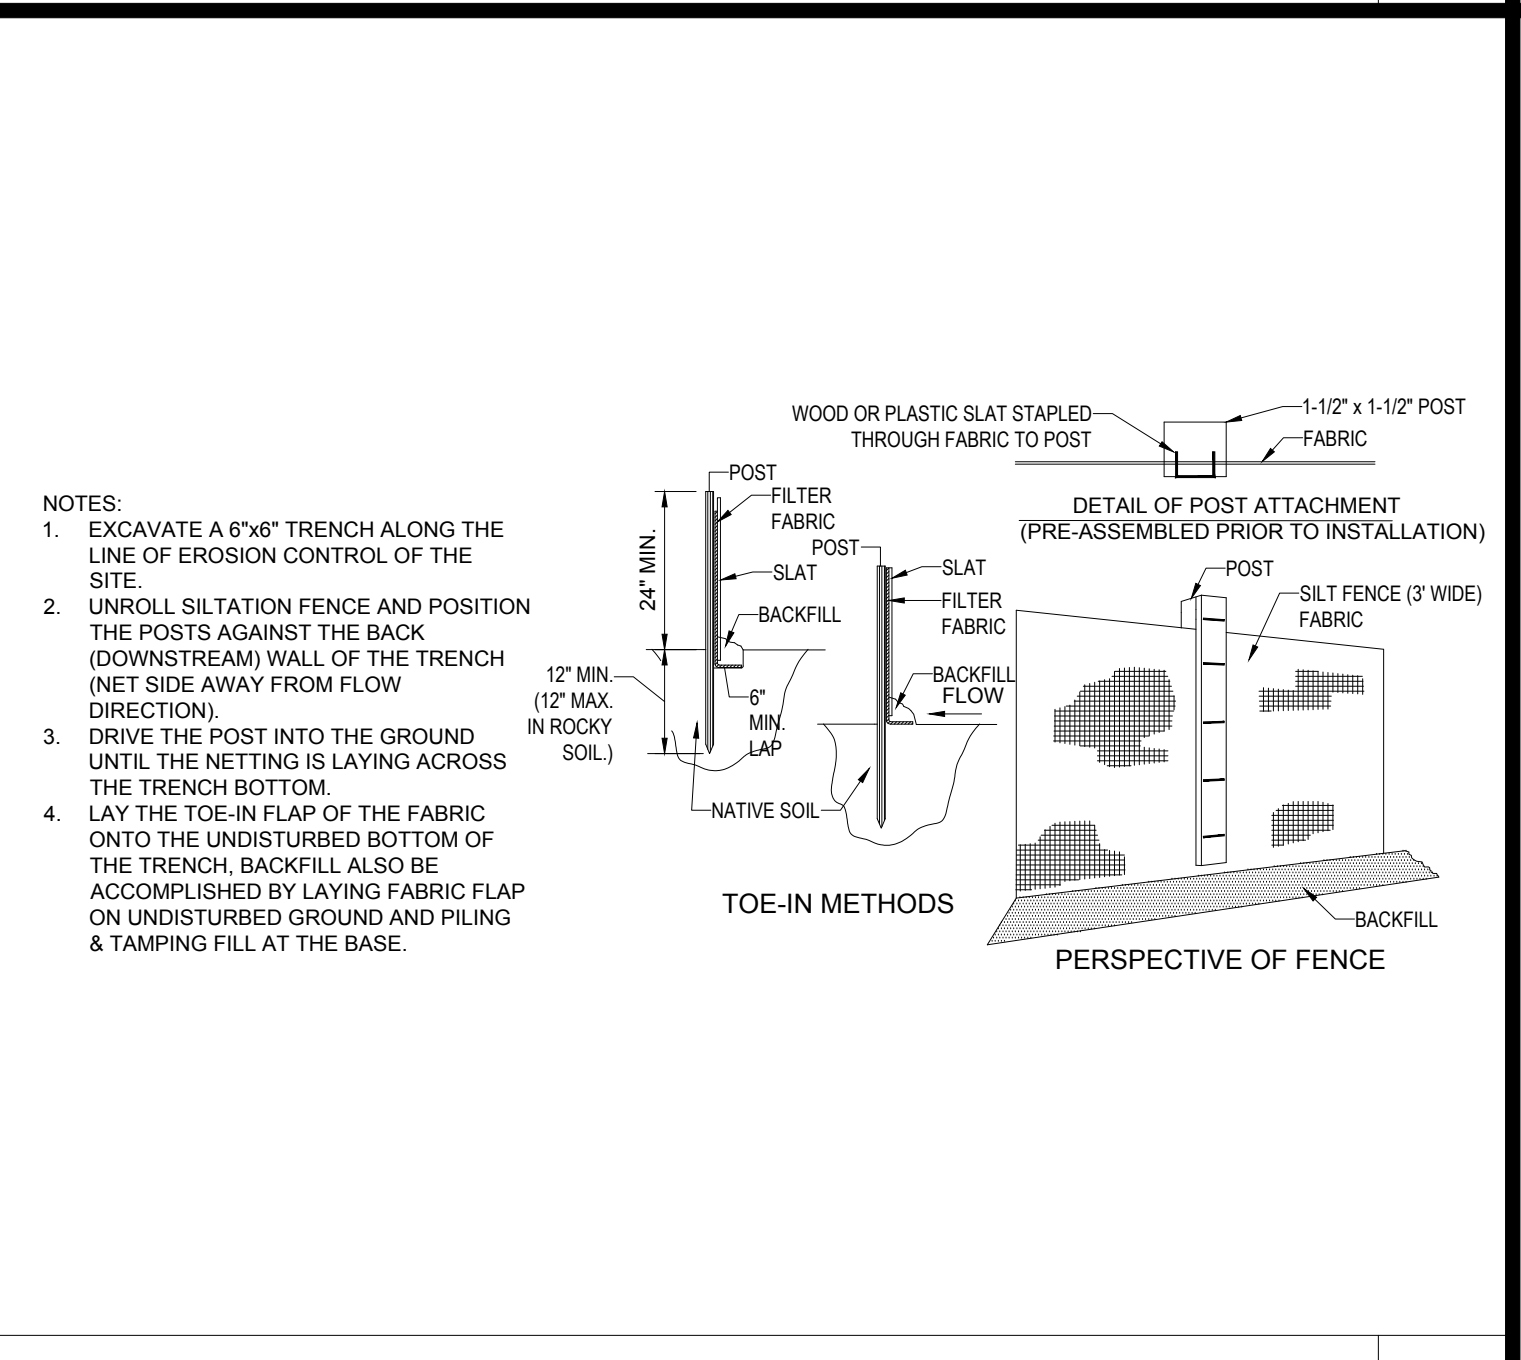 NOTES:
1. EXCAVATE A 6"x6" TRENCH ALONG THE
LINE OF EROSION CONTROL OF THE
SITE.
2. UNROLL SILTATION FENCE AND POSITION
THE POSTS AGAINST THE BACK
(DOWNSTREAM) WALL OF THE TRENCH
(NET SIDE AWAY FROM FLOW
DIRECTION).
3. DRIVE THE POST INTO THE GROUND
UNTIL THE NETTING IS LAYING ACROSS
THE TRENCH BOTTOM.
4. LAY THE TOE-IN FLAP OF THE FABRIC
ONTO THE UNDISTURBED BOTTOM OF
THE TRENCH, BACKFILL ALSO BE
ACCOMPLISHED BY LAYING FABRIC FLAP
ON UNDISTURBED GROUND AND PILING
& TAMPING FILL AT THE BASE.
POST
FILTER
FABRIC
SLAT
BACKFILL
24" MIN.
12" MIN.
(12" MAX.
IN ROCKY
SOIL.)
6"
MIN.
LAP
NATIVE SOIL
POST
SLAT
FILTER
FABRIC
BACKFILL
FLOW
TOE-IN METHODS
WOOD OR PLASTIC SLAT STAPLED
THROUGH FABRIC TO POST
1-1/2" x 1-1/2" POST
FABRIC
DETAIL OF POST ATTACHMENT
(PRE-ASSEMBLED PRIOR TO INSTALLATION)
POST
SILT FENCE (3' WIDE)
FABRIC
BACKFILL
PERSPECTIVE OF FENCE